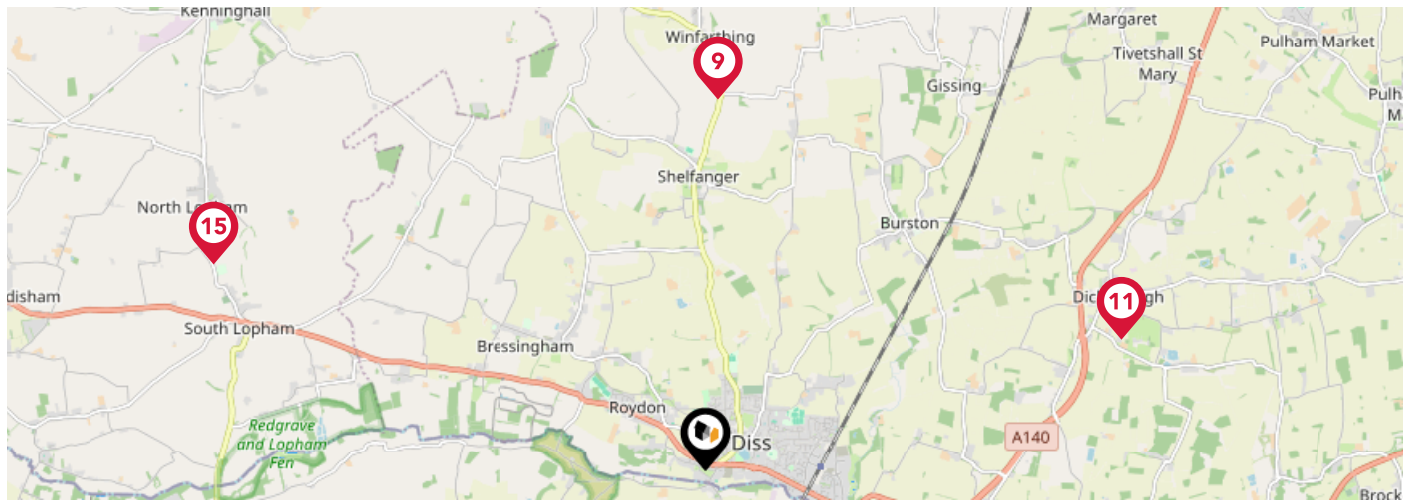 Kenninghall
Winfarthing
9
Margaret
Tivetshall St
Mary
Pulham Market
Gissing
Shelfanger
North
15
Burston
11
South Lopham
Bressingham
Roydon
Redgrave
and Lopham
Fen
Diss
A140
Brock